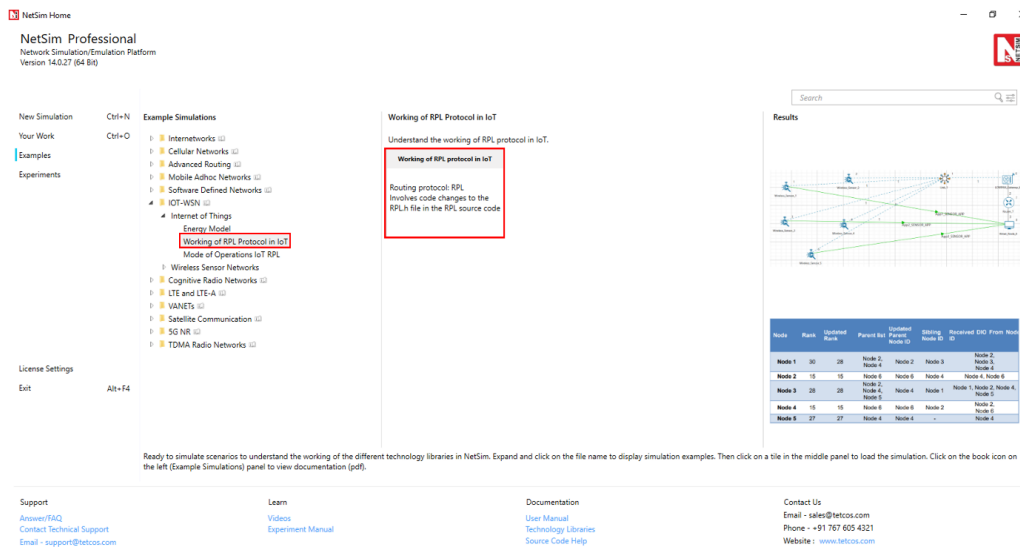 NetSim Home
NetSim Professional
Network Simulation/Emulation Platform
Version 14.0.27 (64 Bit)
NETSIM
Search
New Simulation Ctrl+N
Your Work Ctrl+O
Examples
Experiments
License Settings
Exit Alt+F4
Example Simulations
Internetworks
Cellular Networks
Advanced Routing
Mobile Adhoc Networks
Software Defined Networks
IOT-WSN
Internet of Things
Energy Model
Working of RPL Protocol in IoT
Mode of Operations IoT RPL
Wireless Sensor Networks
Cognitive Radio Networks
LTE and LTE-A
VANETs
Satellite Communication
5G NR
TDMA Radio Networks
Working of RPL Protocol in IoT
Understand the working of RPL protocol in IoT.
Working of RPL protocol in IoT
Routing protocol: RPL
Involves code changes to the
RPL.h file in the RPL source code
Results
Node Rank Updated Rank Parent list Updated Parent Node ID Sibling Node ID Received DIO From Node ID
Node 1 30 28 Node 2, Node 4 Node 2 Node 3 Node 2, Node 3, Node 4
Node 2 15 15 Node 6 Node 6 Node 4 Node 4, Node 6
Node 3 28 28 Node 2, Node 4, Node 5 Node 4 Node 1 Node 1, Node 2, Node 4, Node 5
Node 4 15 15 Node 6 Node 6 Node 2 Node 2, Node 6
Node 5 27 27 Node 4 Node 4 - Node 4
Ready to simulate scenarios to understand the working of the different technology libraries in NetSim. Expand and click on the file name to display simulation examples. Then click on a tile in the middle panel to load the simulation. Click on the book icon on
the left (Example Simulations) panel to view documentation (pdf).
Support
Answer/FAQ
Contact Technical Support
Email - support@tetcos.com
Learn
Videos
Experiment Manual
Documentation
User Manual
Technology Libraries
Source Code Help
Contact Us
Email - sales@tetcos.com
Phone - +91 767 605 4321
Website : www.tetcos.com